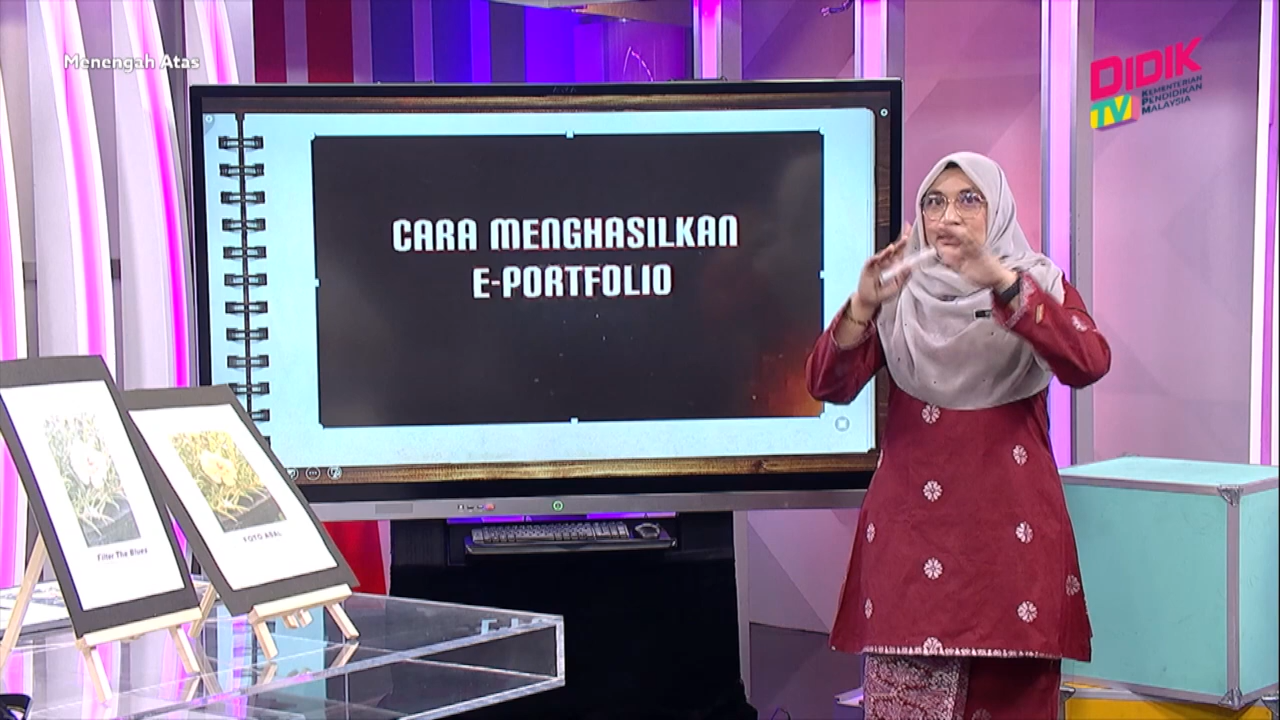 Menengah Atas
DIDIK
TV
KEMENTERIAN
PENDIDIKAN
MALAYSIA
CARA MENGHASILKAN
E-PORTFOLIO
Filter The Blues
FOTO ASAL